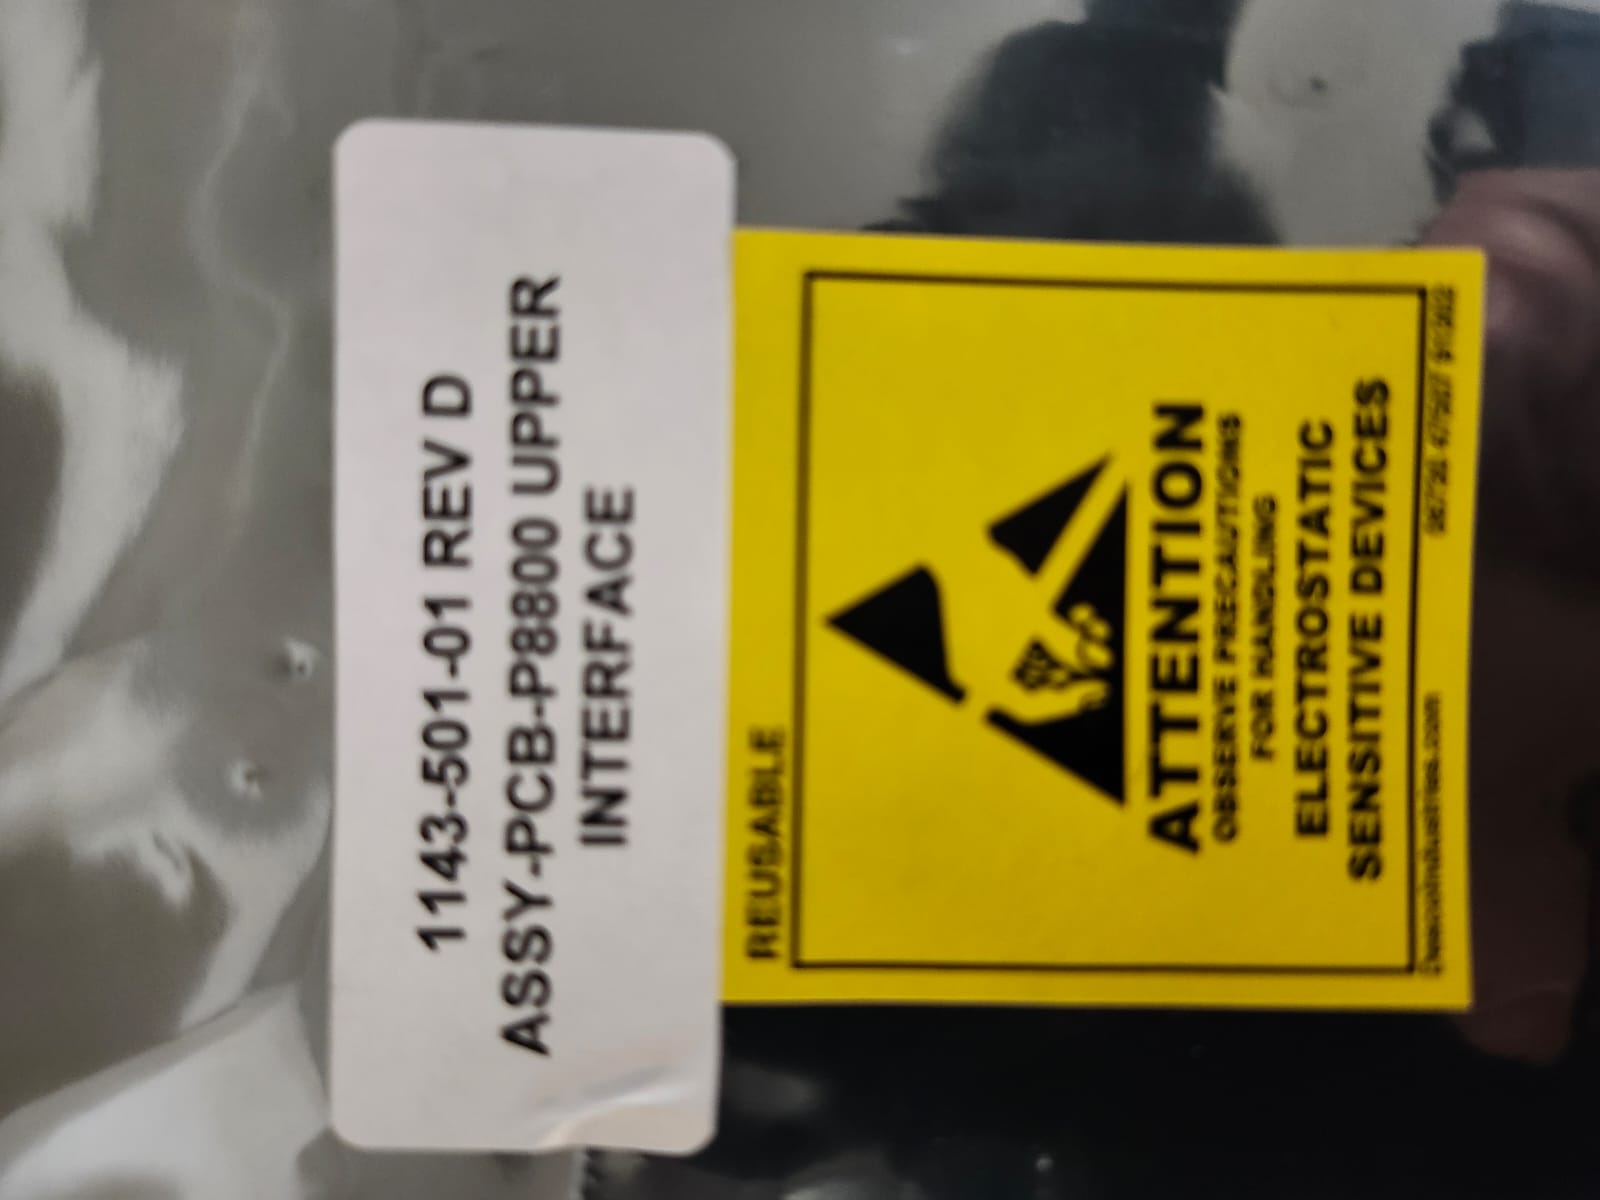 1143-501-01 REV D
ASSY-PCB-P8800 UPPER
INTERFACE
REUSABLE
ATTENTION
OBSERVE PRECAUTIONS
FOR HANDLING
ELECTROSTATIC
SENSITIVE DEVICES